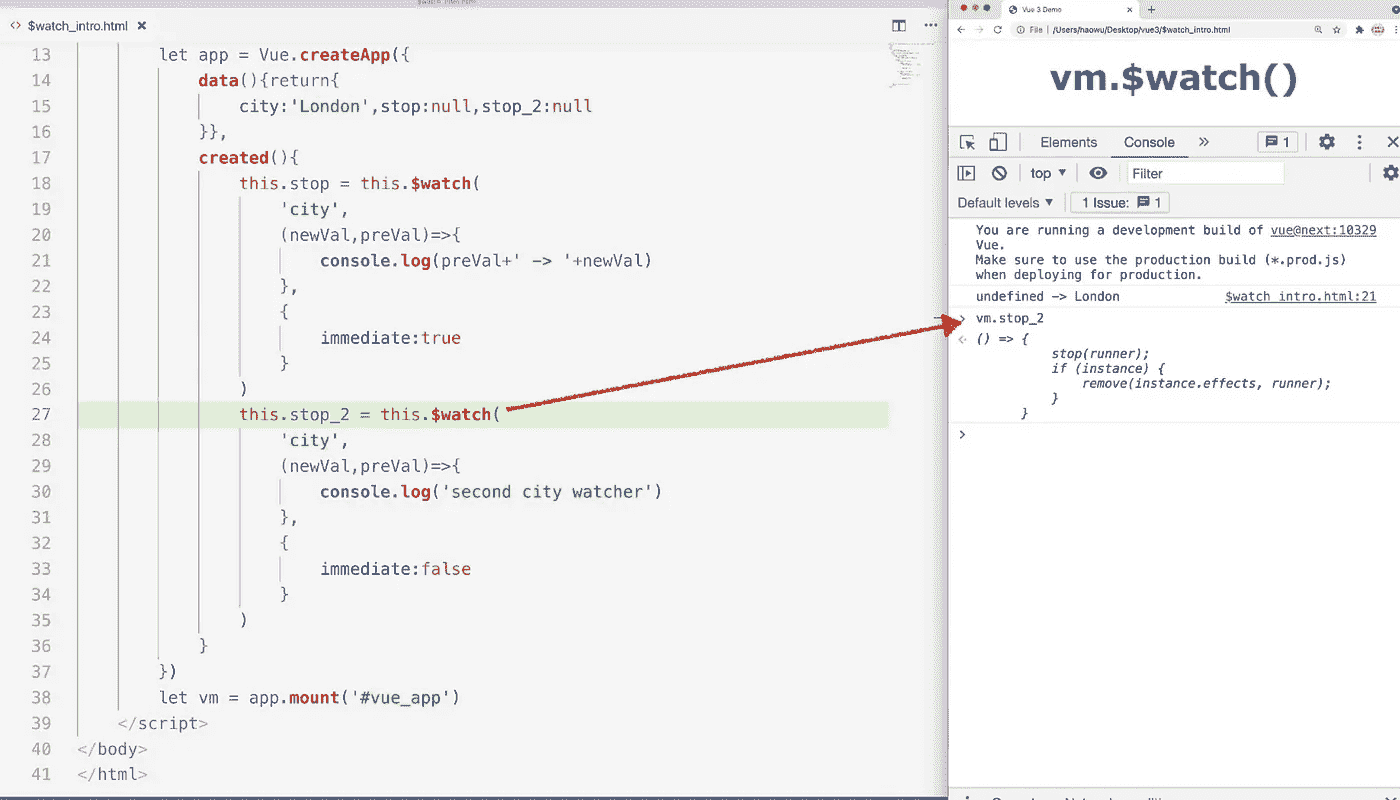 $watch_intro.html
13 let app = Vue.createApp({
14 data(){return{
15 city:'London',stop:null,stop_2:null
16 }},
17 created(){
18 this.stop = this.$watch(
19 'city',
20 (newVal,preVal)=>{
21 console.log(preVal+' -> '+newVal)
22 },
23 {
24 immediate:true
25 }
26 )
27 this.stop_2 = this.$watch(
28 'city',
29 (newVal,preVal)=>{
30 console.log('second city watcher')
31 },
32 {
33 immediate:false
34 }
35 )
36 }
37 })
38 let vm = app.mount('#vue_app')
39 </script>
40 </body>
41 </html>
Vue 3 Demo
File | /Users/haowu/Desktop/vue3/$watch_intro.html
vm.$watch()
Elements Console » 1
top Filter
Default levels 1 Issue: 1
You are running a development build of vue@next:10329
Vue.
Make sure to use the production build (*.prod.js)
when deploying for production.
undefined -> London $watch intro.html:21
> vm.stop_2
() => {
stop(runner);
if (instance) {
remove(instance.effects, runner);
}
}
>